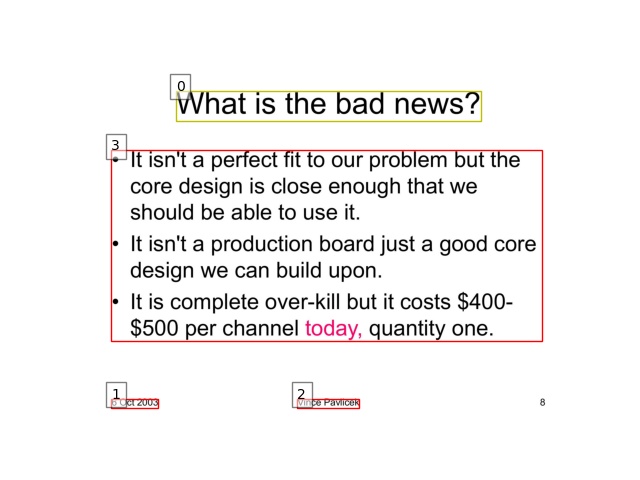 0
What is the bad news?
3
• It isn't a perfect fit to our problem but the
core design is close enough that we
should be able to use it.
• It isn't a production board just a good core
design we can build upon.
• It is complete over-kill but it costs $400-
$500 per channel today, quantity one.
1
2
Oct 2003
Vince Pavlicek
8